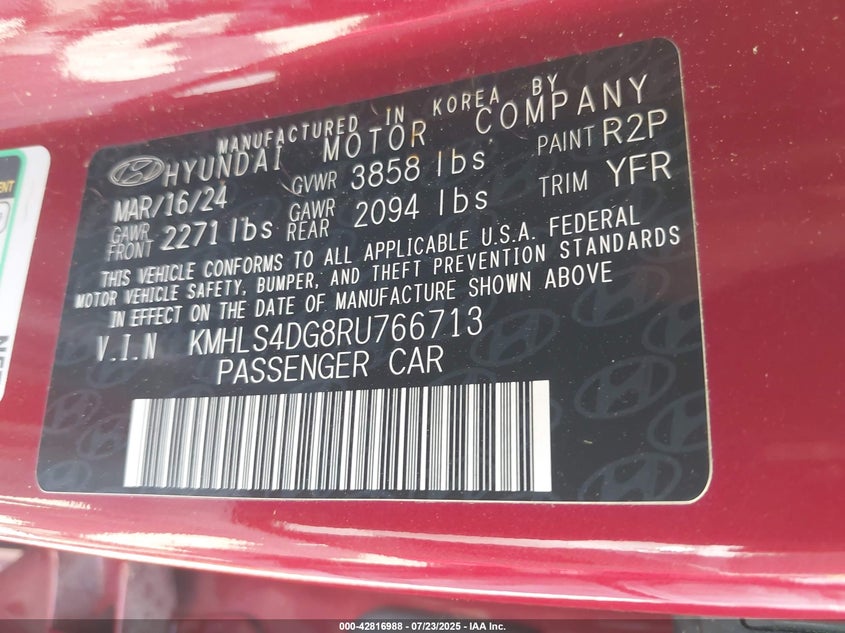 MANUFACTURED IN KOREA BY
HYUNDAI MOTOR COMPANY
MAR/16/24 GVWR 3858 lbs PAINT R2P
GAWR FRONT 2271 lbs GAWR REAR 2094 lbs TRIM YFR
THIS VEHICLE CONFORMS TO ALL APPLICABLE U.S.A. FEDERAL
MOTOR VEHICLE SAFETY, BUMPER, AND THEFT PREVENTION STANDARDS
IN EFFECT ON THE DATE OF MANUFACTURE SHOWN ABOVE
V.I.N KMHLS4DG8RU766713
PASSENGER CAR
000-42816988 - 07/23/2025 - IAA Inc.